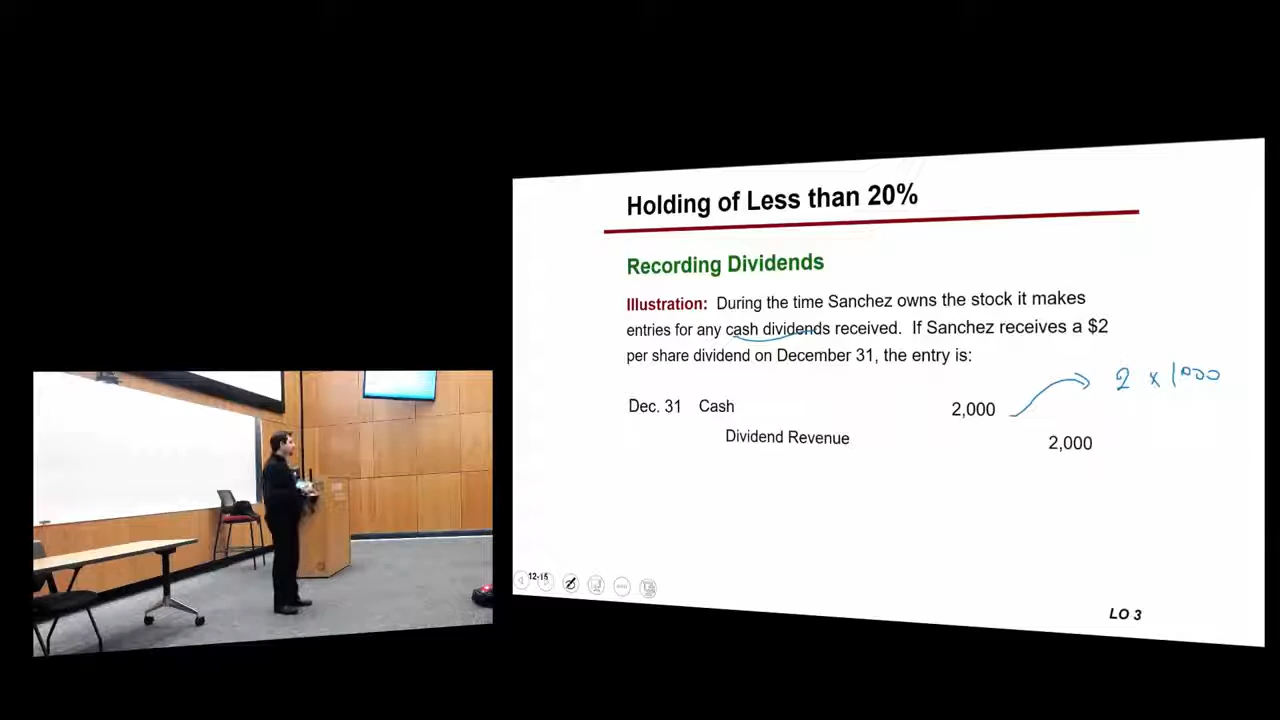 Holding of Less than 20%
Recording Dividends
Illustration: During the time Sanchez owns the stock it makes
entries for any cash dividends received. If Sanchez receives a $2
per share dividend on December 31, the entry is:
2 x 1000
Dec. 31 Cash 2,000
Dividend Revenue 2,000
12-15
LO 3